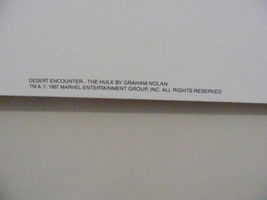 DESERT ENCOUNTER - THE HULK BY GRAHAM NOLAN
TM & © 1987 MARVEL ENTERTAINMENT GROUP, INC. ALL RIGHTS RESERVED